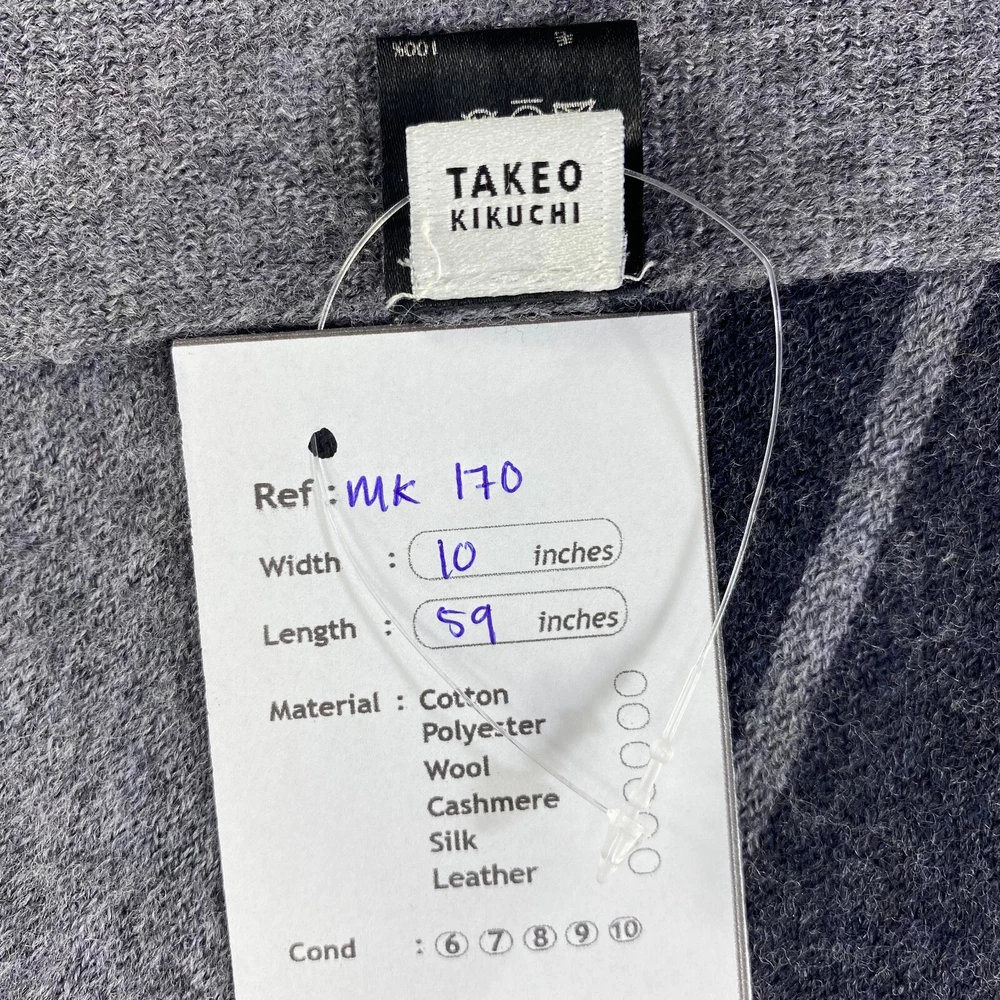 100%
TAKEO
KIKUCHI
Ref : MK 170
Width : 10 inches
Length : 59 inches
Material : Cotton
Polyester
Wool
Cashmere
Silk
Leather
Cond : 6 7 8 9 10